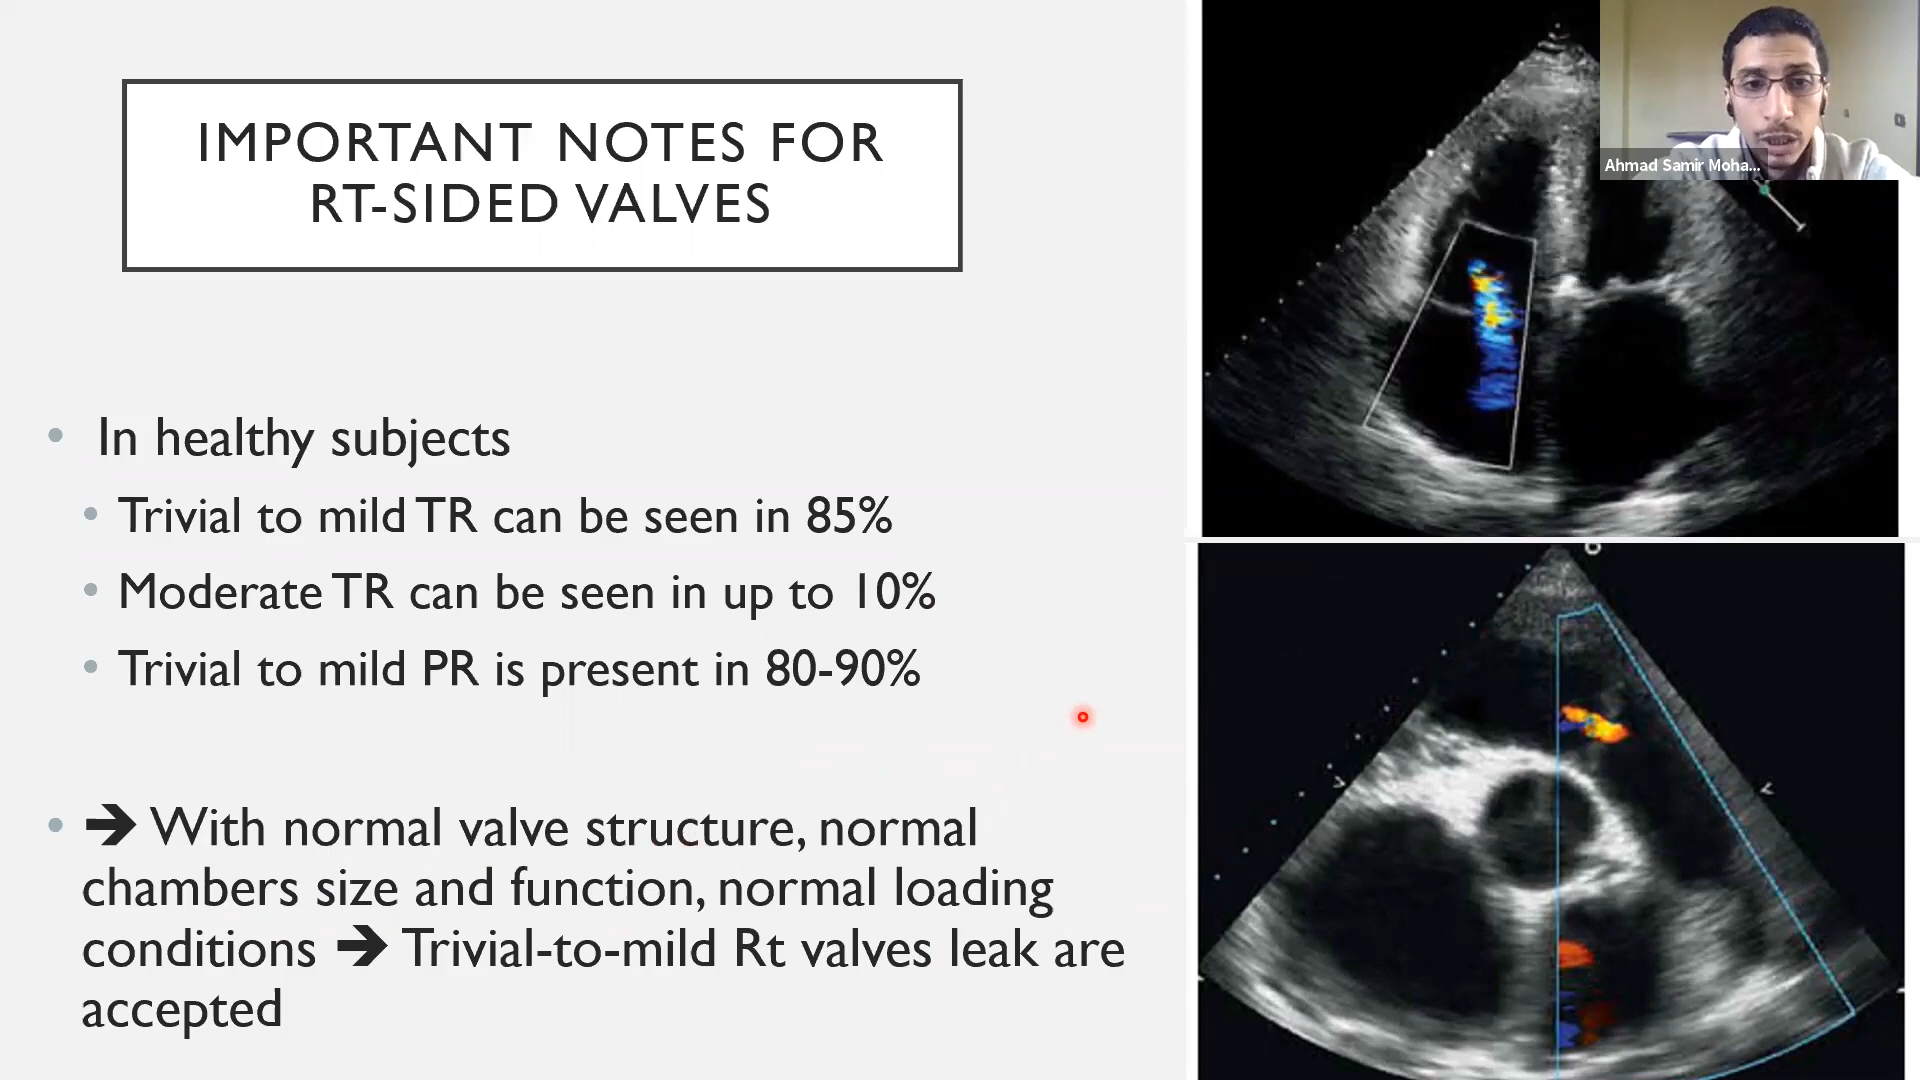 IMPORTANT NOTES FOR
RT-SIDED VALVES
• In healthy subjects
• Trivial to mild TR can be seen in 85%
• Moderate TR can be seen in up to 10%
• Trivial to mild PR is present in 80-90%
• ➔ With normal valve structure, normal
chambers size and function, normal loading
conditions ➔ Trivial-to-mild Rt valves leak are
accepted
Ahmad Samir Moha...